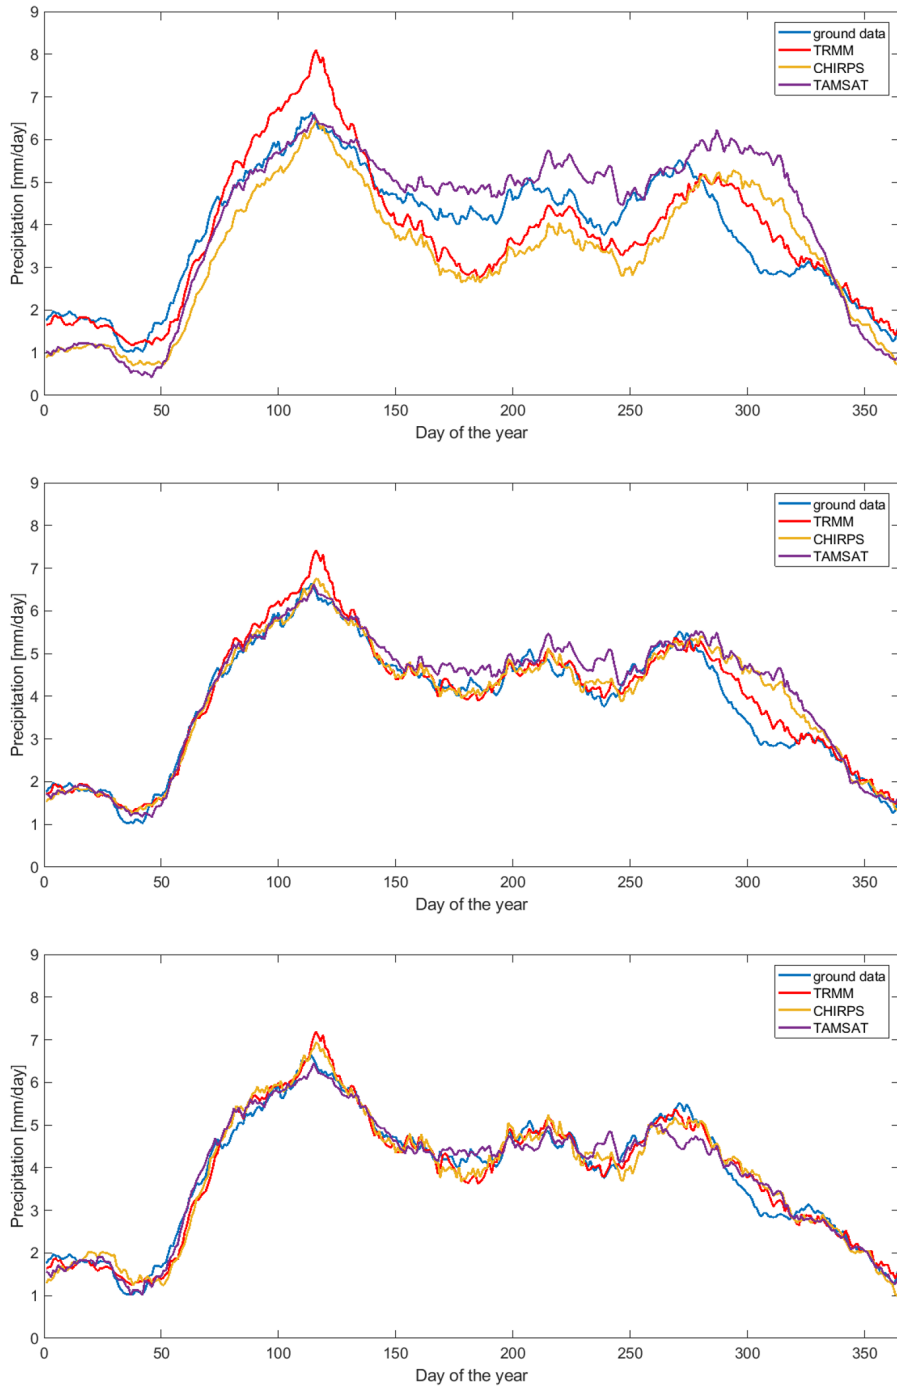 9
8
7
6
5
4
3
2
1
0
Precipitation [mm/day]
ground data
TRMM
CHIRPS
TAMSAT
0 50 100 150 200 250 300 350
Day of the year
9
8
7
6
5
4
3
2
1
0
Precipitation [mm/day]
ground data
TRMM
CHIRPS
TAMSAT
0 50 100 150 200 250 300 350
Day of the year
9
8
7
6
5
4
3
2
1
0
Precipitation [mm/day]
ground data
TRMM
CHIRPS
TAMSAT
0 50 100 150 200 250 300 350
Day of the year